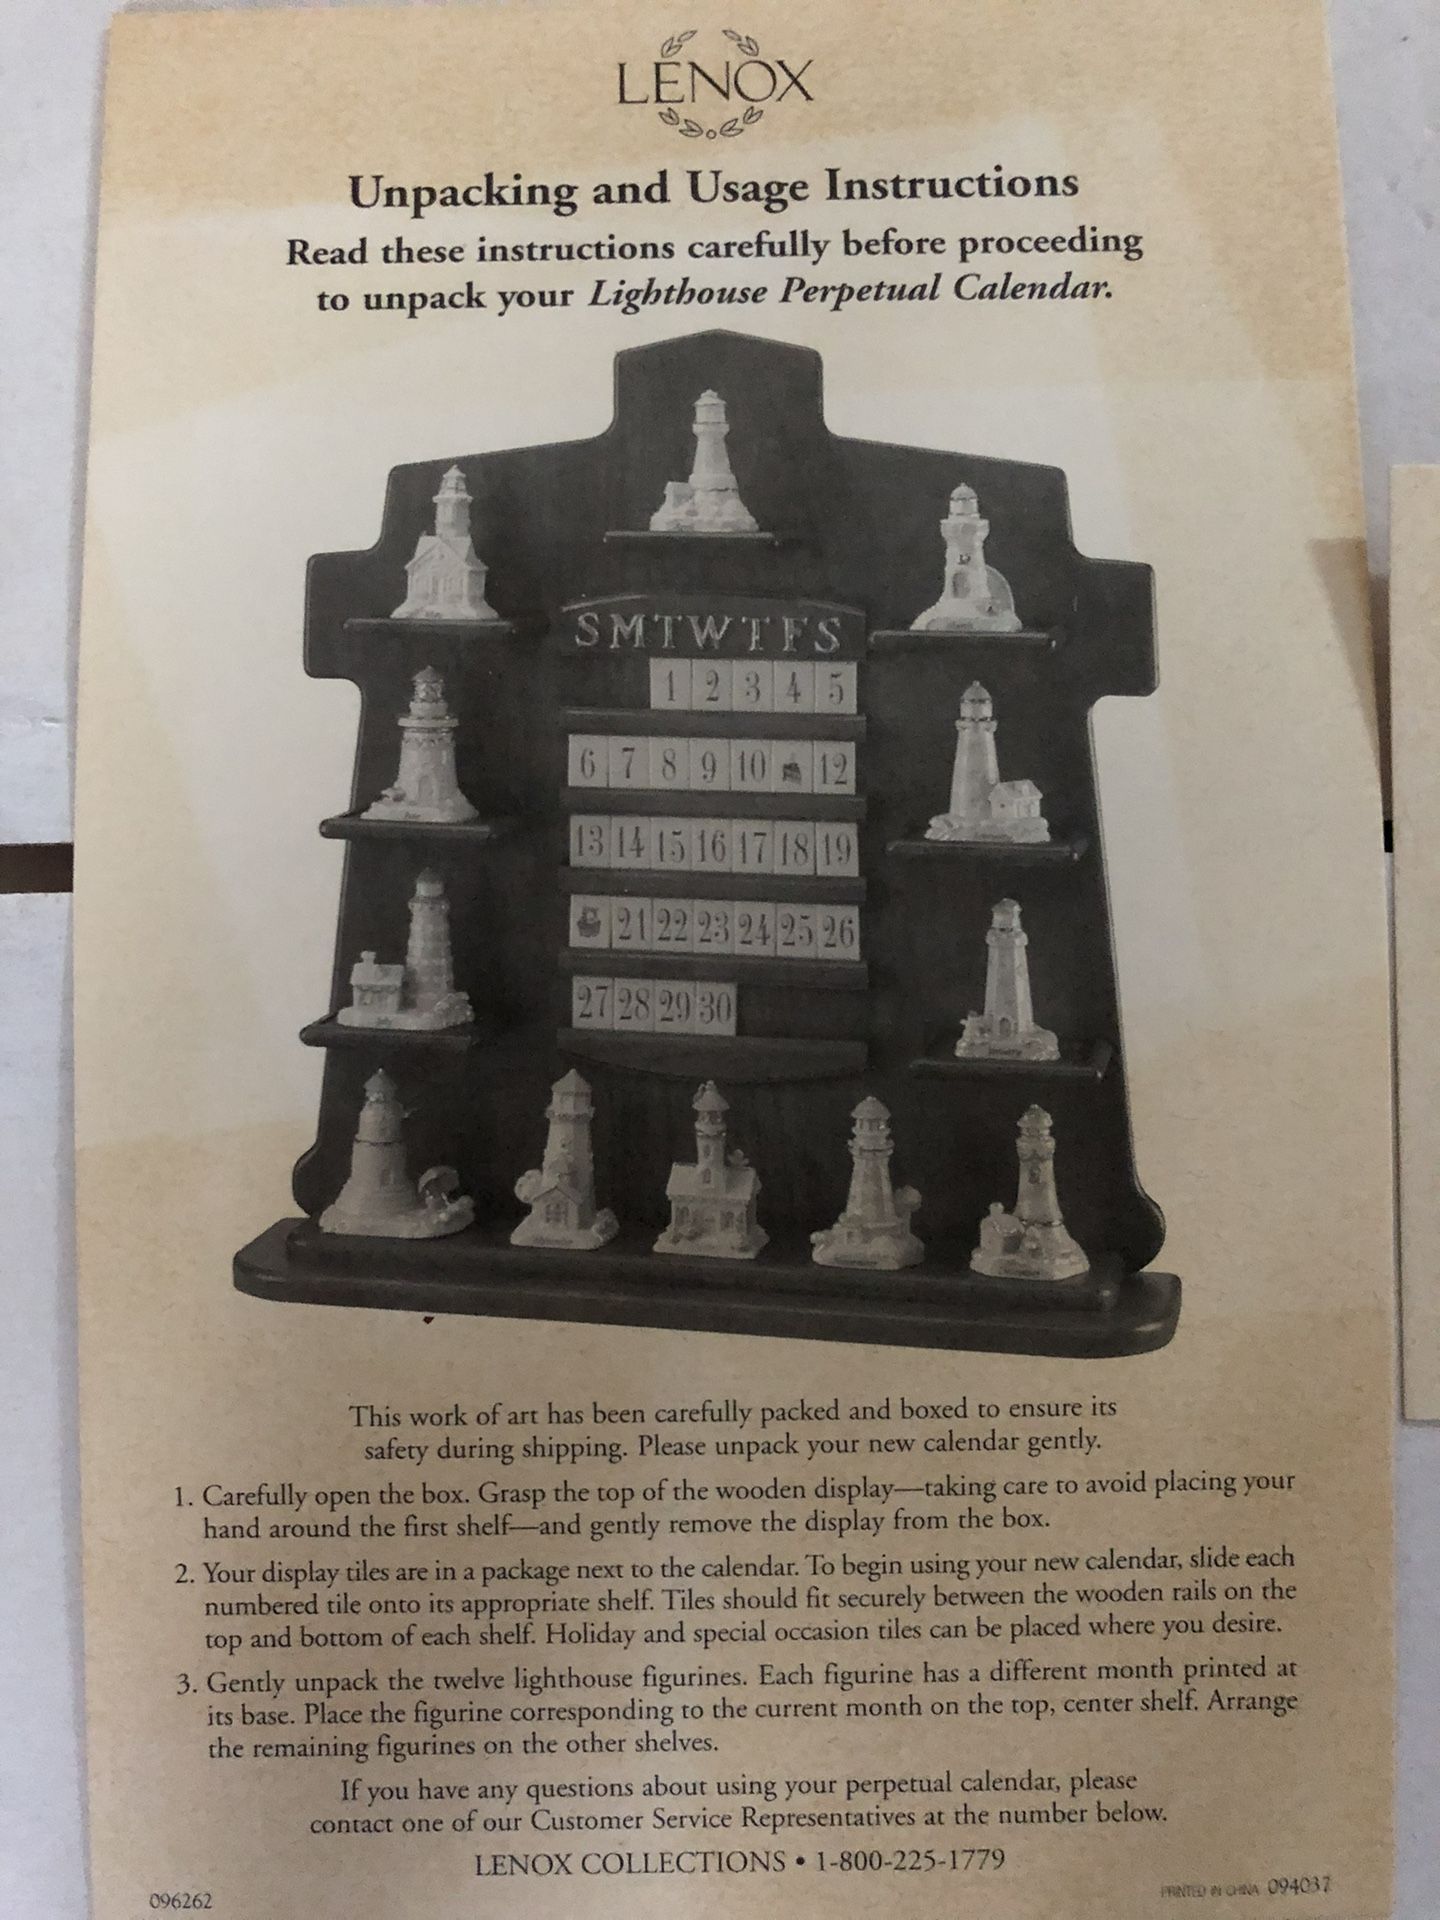 LENOX
Unpacking and Usage Instructions
Read these instructions carefully before proceeding
to unpack your Lighthouse Perpetual Calendar.
SMTWTFS
1 2 3 4 5
6 7 8 9 10 12
13 14 15 16 17 18 19
21 22 23 24 25 26
27 28 29 30
This work of art has been carefully packed and boxed to ensure its
safety during shipping. Please unpack your new calendar gently.
1. Carefully open the box. Grasp the top of the wooden display—taking care to avoid placing your
hand around the first shelf—and gently remove the display from the box.
2. Your display tiles are in a package next to the calendar. To begin using your new calendar, slide each
numbered tile onto its appropriate shelf. Tiles should fit securely between the wooden rails on the
top and bottom of each shelf. Holiday and special occasion tiles can be placed where you desire.
3. Gently unpack the twelve lighthouse figurines. Each figurine has a different month printed at
its base. Place the figurine corresponding to the current month on the top, center shelf. Arrange
the remaining figurines on the other shelves.
If you have any questions about using your perpetual calendar, please
contact one of our Customer Service Representatives at the number below.
LENOX COLLECTIONS • 1-800-225-1779
096262
PRINTED IN CHINA 094037